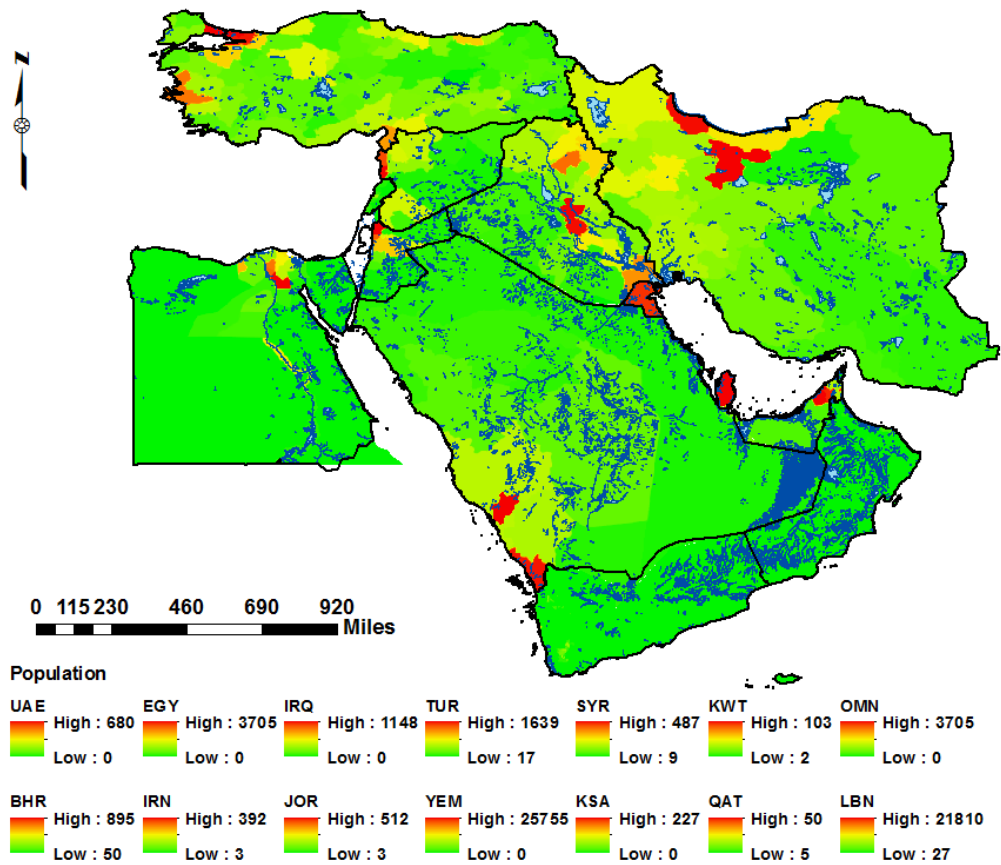 N
0 115 230 460 690 920
Miles
Population
UAE EGY IRQ TUR SYR KWT OMN
High : 680 High : 3705 High : 1148 High : 1639 High : 487 High : 103 High : 3705
Low : 0 Low : 0 Low : 0 Low : 17 Low : 9 Low : 2 Low : 0
BHR IRN JOR YEM KSA QAT LBN
High : 895 High : 392 High : 512 High : 25755 High : 227 High : 50 High : 21810
Low : 50 Low : 3 Low : 3 Low : 0 Low : 0 Low : 5 Low : 27